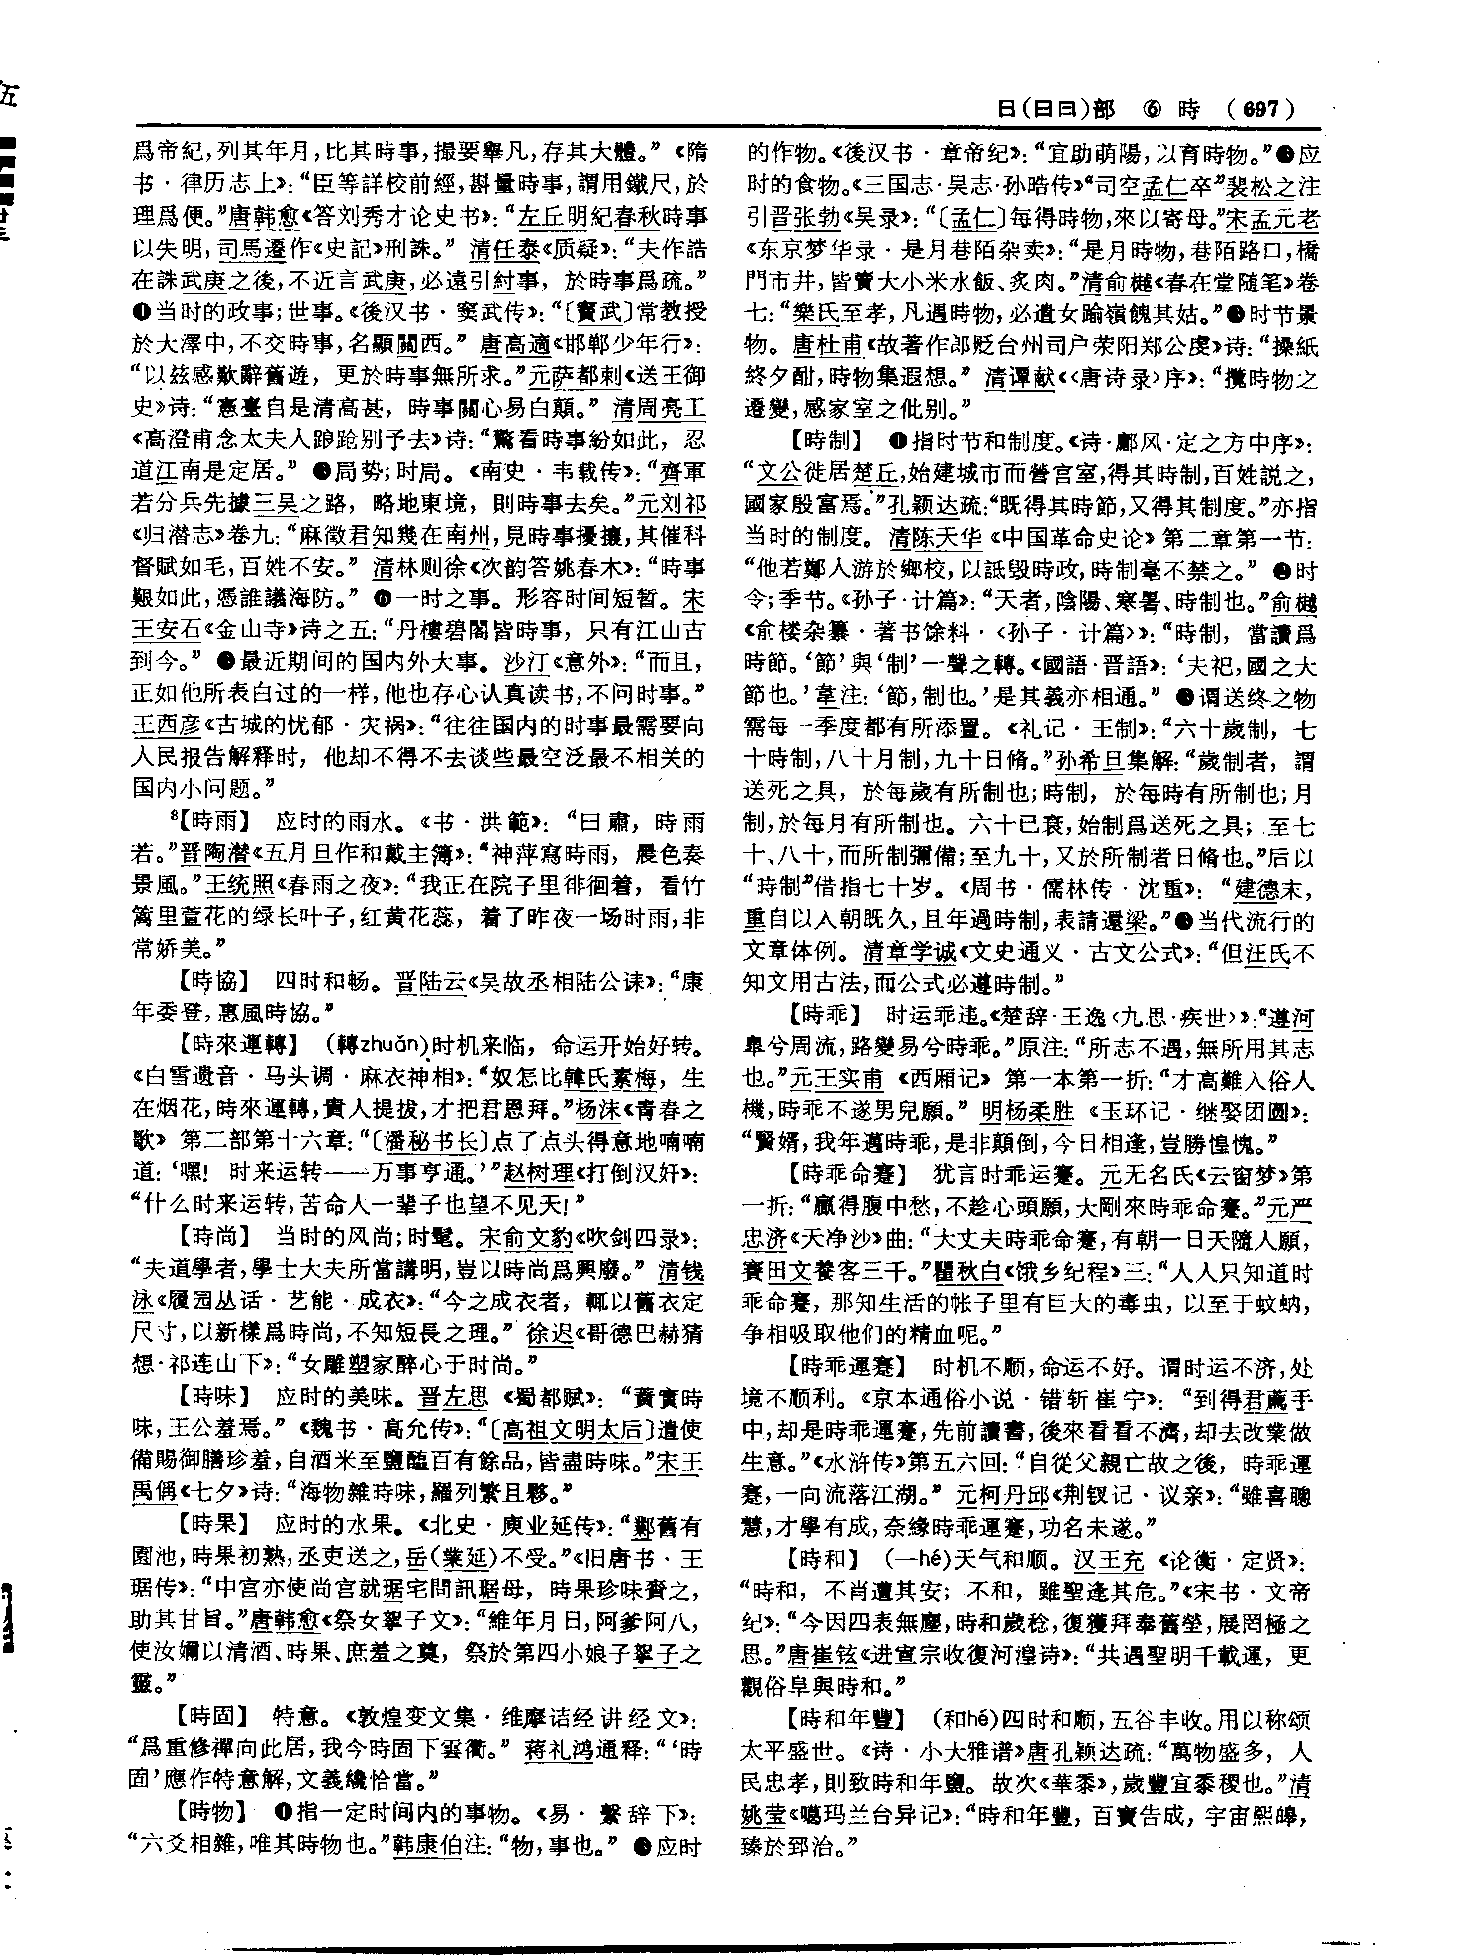 日(日曰)部 ⑥ 時 (697)
爲帝紀，列其年月，比其時事，撮要舉凡，存其大體。”《隋
书·律历志上》：“臣等詳校前經，斟量時事，謂用鐵尺，於
理爲便。”唐韩愈《答刘秀才论史书》：“左丘明紀春秋時事
以失明，司馬遷作《史記》刑誅。” 清任泰《质疑》：“夫作誥
在誅武庚之後，不近言武庚，必遠引紂事，於時事爲疏。”
❶当时的政事；世事。《後汉书·窦武传》：“〔竇武〕常教授
於大澤中，不交時事，名顯關西。” 唐高適《邯郸少年行》：
“以兹感歎辭舊遊，更於時事無所求。”元萨都剌《送王御
史》诗：“憲臺自是清高甚，時事關心易白顛。” 清周亮工
《高澄甫念太夫人踉跄别予去》诗：“驚看時事紛如此，忍
道江南是定居。” 局势；时局。《南史·韦载传》：“齊軍
若分兵先據三吴之路，略地東境，則時事去矣。”元刘祁
《归潜志》卷九：“麻徵君知幾在南州，見時事擾攘，其催科
督賦如毛，百姓不安。” 清林则徐《次韵答姚春木》：“時事
艱如此，憑誰議海防。” 一时之事。形容时间短暂。宋
王安石《金山寺》诗之五：“丹樓碧閣皆時事，只有江山古
到今。” 最近期间的国内外大事。沙汀《意外》：“而且，
正如他所表白过的一样，他也存心认真读书，不问时事。”
王西彦《古城的忧郁·灾祸》：“往往国内的时事最需要向
人民报告解释时，他却不得不去谈些最空泛最不相关的
国内小问题。”
⁸【時雨】 应时的雨水。《书·洪範》：“曰肅，時雨
若。”晋陶潜《五月旦作和戴主簿》：“神萍寫時雨，晨色奏
景風。”王统照《春雨之夜》：“我正在院子里徘徊着，看竹
篱里萱花的绿长叶子，红黄花蕊，着了昨夜一场时雨，非
常娇美。”
【時協】 四时和畅。晋陆云《吴故丞相陆公诔》：“康
年委登，惠風時協。”
【時來運轉】 (轉zhuǎn)时机来临，命运开始好转。
《白雪遗音·马头调·麻衣神相》：“奴怎比韓氏素梅，生
在烟花，時來運轉，貴人提拔，才把君恩拜。”杨沫《青春之
歌》第二部第十六章：“〔潘秘书长〕点了点头得意地喃喃
道：‘嘿！时来运转——万事亨通。’”赵树理《打倒汉奸》：
“什么时来运转，苦命人一辈子也望不见天！”
【時尚】 当时的风尚；时髦。宋俞文豹《吹剑四录》：
“夫道學者，學士大夫所當講明，豈以時尚爲興廢。” 清钱
泳《履园丛话·艺能·成衣》：“今之成衣者，輒以舊衣定
尺寸，以新樣爲時尚，不知短長之理。” 徐迟《哥德巴赫猜
想·祁连山下》：“女雕塑家醉心于时尚。”
【時味】 应时的美味。晋左思《蜀都赋》：“蕡實時
味，王公羞焉。” 《魏书·高允传》：“〔高祖文明太后〕遣使
備賜御膳珍羞，自酒米至鹽醢百有餘品，皆盡時味。”宋王
禹偁《七夕》诗：“海物雜時味，羅列繁且夥。”
【時果】 应时的水果。《北史·庾业延传》：“鄴舊有
園池，時果初熟，丞吏送之，岳(業延)不受。”《旧唐书·王
琚传》：“中宫亦使尚宫就琚宅問訊琚母，時果珍味賫之，
助其甘旨。”唐韩愈《祭女挐子文》：“維年月日，阿爹阿八，
使汝嬭以清酒、時果、庶羞之奠，祭於第四小娘子挐子之
靈。”
【時固】 特意。《敦煌变文集·维摩诘经讲经文》：
“爲重修禪向此居，我今時固下雲衢。” 蒋礼鸿通释：“‘時
固’應作特意解，文義纔恰當。”
【時物】 ❶指一定时间内的事物。《易·繫辞下》：
“六爻相雜，唯其時物也。”韩康伯注：“物，事也。” 应时
的作物。《後汉书·章帝纪》：“宜助萌陽，以育時物。”应
时的食物。《三国志·吴志·孙晧传》“司空孟仁卒”裴松之注
引晋张勃《吴录》：“〔孟仁〕每得時物，來以寄母。”宋孟元老
《东京梦华录·是月巷陌杂卖》：“是月時物，巷陌路口，橋
門市井，皆賣大小米水飯、炙肉。”清俞樾《春在堂随笔》卷
七：“樂氏至孝，凡遇時物，必遣女踰嶺餽其姑。”时节景
物。唐杜甫《故著作郎贬台州司户荥阳郑公虔》诗：“操紙
終夕酣，時物集遐想。” 清谭献《〈唐诗录〉序》：“攬時物之
遷變，感家室之仳别。”
【時制】 ❶指时节和制度。《诗·鄘风·定之方中序》：
“文公徙居楚丘，始建城市而營宫室，得其時制，百姓説之，
國家殷富焉。”孔颖达疏：“既得其時節，又得其制度。”亦指
当时的制度。清陈天华《中国革命史论》第二章第一节：
“他若鄭人游於鄉校，以詆毁時政，時制毫不禁之。” ❷时
令；季节。《孙子·计篇》：“天者，陰陽、寒暑、時制也。”俞樾
《俞楼杂纂·著书馀料·〈孙子·计篇〉》：“時制，當讀爲
時節。‘節’與‘制’一聲之轉。《國語·晋語》：‘夫祀，國之大
節也。’韋注：‘節，制也。’是其義亦相通。” 谓送终之物
需每一季度都有所添置。《礼记·王制》：“六十歲制，七
十時制，八十月制，九十日脩。”孙希旦集解：“歲制者，謂
送死之具，於每歲有所制也；時制，於每時有所制也；月
制，於每月有所制也。六十已衰，始制爲送死之具；至七
十、八十，而所制彌備；至九十，又於所制者日脩也。”后以
“時制”借指七十岁。《周书·儒林传·沈重》：“建德末，
重自以入朝既久，且年過時制，表請還梁。”当代流行的
文章体例。清章学诚《文史通义·古文公式》：“但汪氏不
知文用古法，而公式必遵時制。”
【時乖】 时运乖违。《楚辞·王逸〈九思·疾世〉》：“遵河
皋兮周流，路變易兮時乖。”原注：“所志不遇，無所用其志
也。”元王实甫《西厢记》第一本第一折：“才高難入俗人
機，時乖不遂男兒願。” 明杨柔胜《玉环记·继娶团圆》：
“賢婿，我年邁時乖，是非顛倒，今日相逢，豈勝惶愧。”
【時乖命蹇】 犹言时乖运蹇。元无名氏《云窗梦》第
一折：“贏得腹中愁，不趁心頭願，大剛來時乖命蹇。”元严
忠济《天净沙》曲：“大丈夫時乖命蹇，有朝一日天隨人願，
賽田文養客三千。”瞿秋白《饿乡纪程》三：“人人只知道时
乖命蹇，那知生活的帐子里有巨大的毒虫，以至于蚊蚋，
争相吸取他们的精血呢。”
【時乖運蹇】 时机不顺，命运不好。谓时运不济，处
境不顺利。《京本通俗小说·错斩崔宁》：“到得君薦手
中，却是時乖運蹇，先前讀書，後來看看不濟，却去改業做
生意。”《水浒传》第五六回：“自從父親亡故之後，時乖運
蹇，一向流落江湖。” 元柯丹邱《荆钗记·议亲》：“雖喜聰
慧，才學有成，奈缘時乖運蹇，功名未遂。”
【時和】 (—hé)天气和顺。汉王充《论衡·定贤》：
“時和，不肖遭其安；不和，雖聖逢其危。”《宋书·文帝
纪》：“今因四表無塵，時和歲稔，復獲拜奉舊塋，展罔極之
思。”唐崔铉《进宣宗收復河湟诗》：“共遇聖明千載運，更
觀俗阜與時和。”
【時和年豐】 (和hé)四时和顺，五谷丰收。用以称颂
太平盛世。《诗·小大雅谱》唐孔颖达疏：“萬物盛多，人
民忠孝，則致時和年豐。故次《華黍》，歲豐宜黍稷也。”清
姚莹《噶玛兰台异记》：“時和年豐，百寶告成，宇宙熙皞，
臻於郅治。”